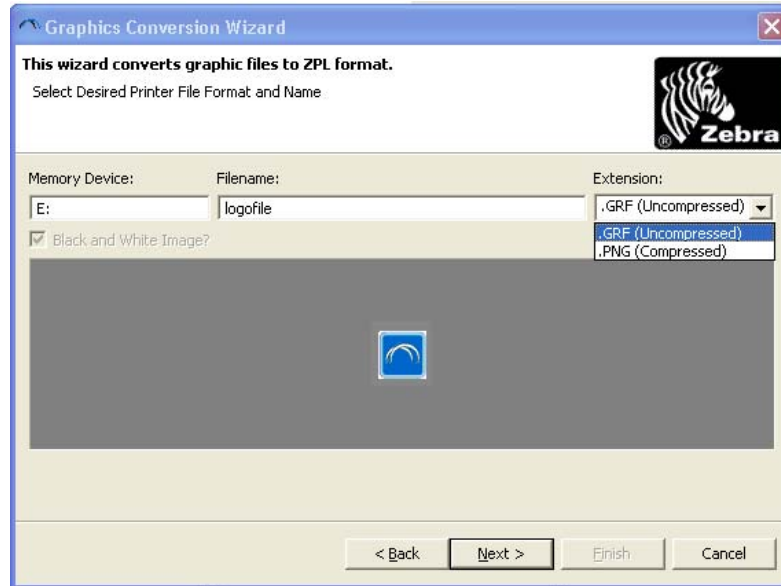 Graphics Conversion Wizard
This wizard converts graphic files to ZPL format.
Select Desired Printer File Format and Name
® Zebra
Memory Device: Filename: Extension:
E: logofile .GRF (Uncompressed)
Black and White Image? .GRF (Uncompressed)
.PNG (Compressed)
< Back Next > Finish Cancel